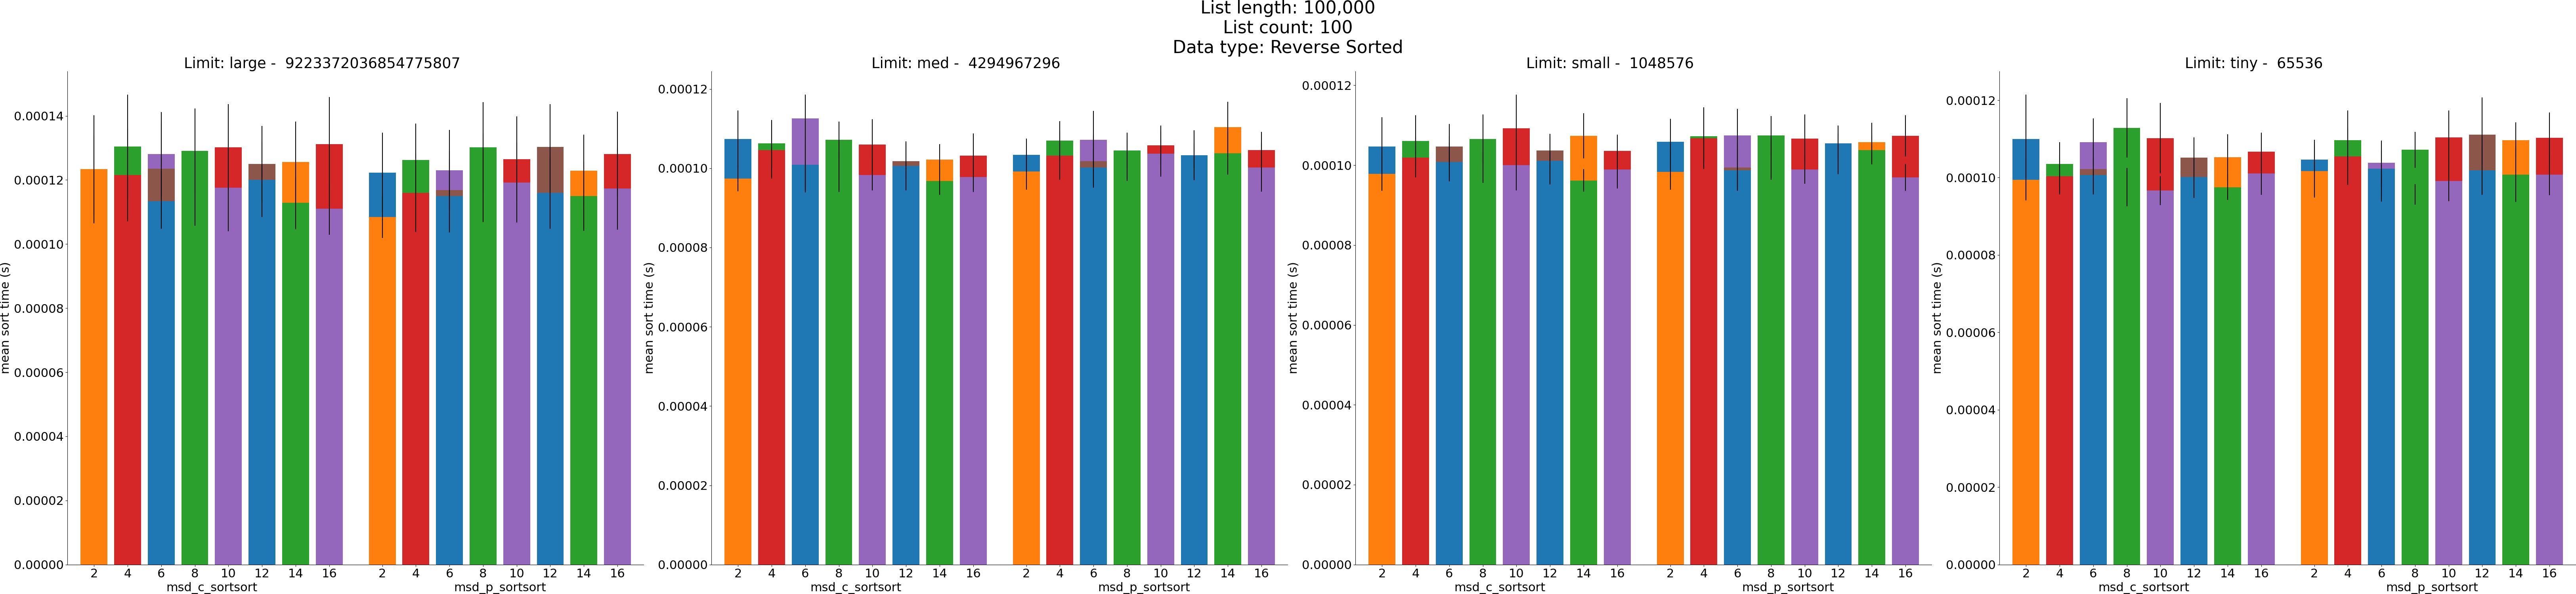 List length: 100,000
List count: 100
Data type: Reverse Sorted
Limit: large -  9223372036854775807
0.00014
0.00012
0.00010
0.00008
0.00006
0.00004
0.00002
0.00000
mean sort time (s)
2 4 6 8 10 12 14 16 2 4 6 8 10 12 14 16
msd_c_sortsort msd_p_sortsort
Limit: med -  4294967296
0.00012
0.00010
0.00008
0.00006
0.00004
0.00002
0.00000
mean sort time (s)
2 4 6 8 10 12 14 16 2 4 6 8 10 12 14 16
msd_c_sortsort msd_p_sortsort
Limit: small -  1048576
0.00012
0.00010
0.00008
0.00006
0.00004
0.00002
0.00000
mean sort time (s)
2 4 6 8 10 12 14 16 2 4 6 8 10 12 14 16
msd_c_sortsort msd_p_sortsort
Limit: tiny -  65536
0.00012
0.00010
0.00008
0.00006
0.00004
0.00002
0.00000
mean sort time (s)
2 4 6 8 10 12 14 16 2 4 6 8 10 12 14 16
msd_c_sortsort msd_p_sortsort